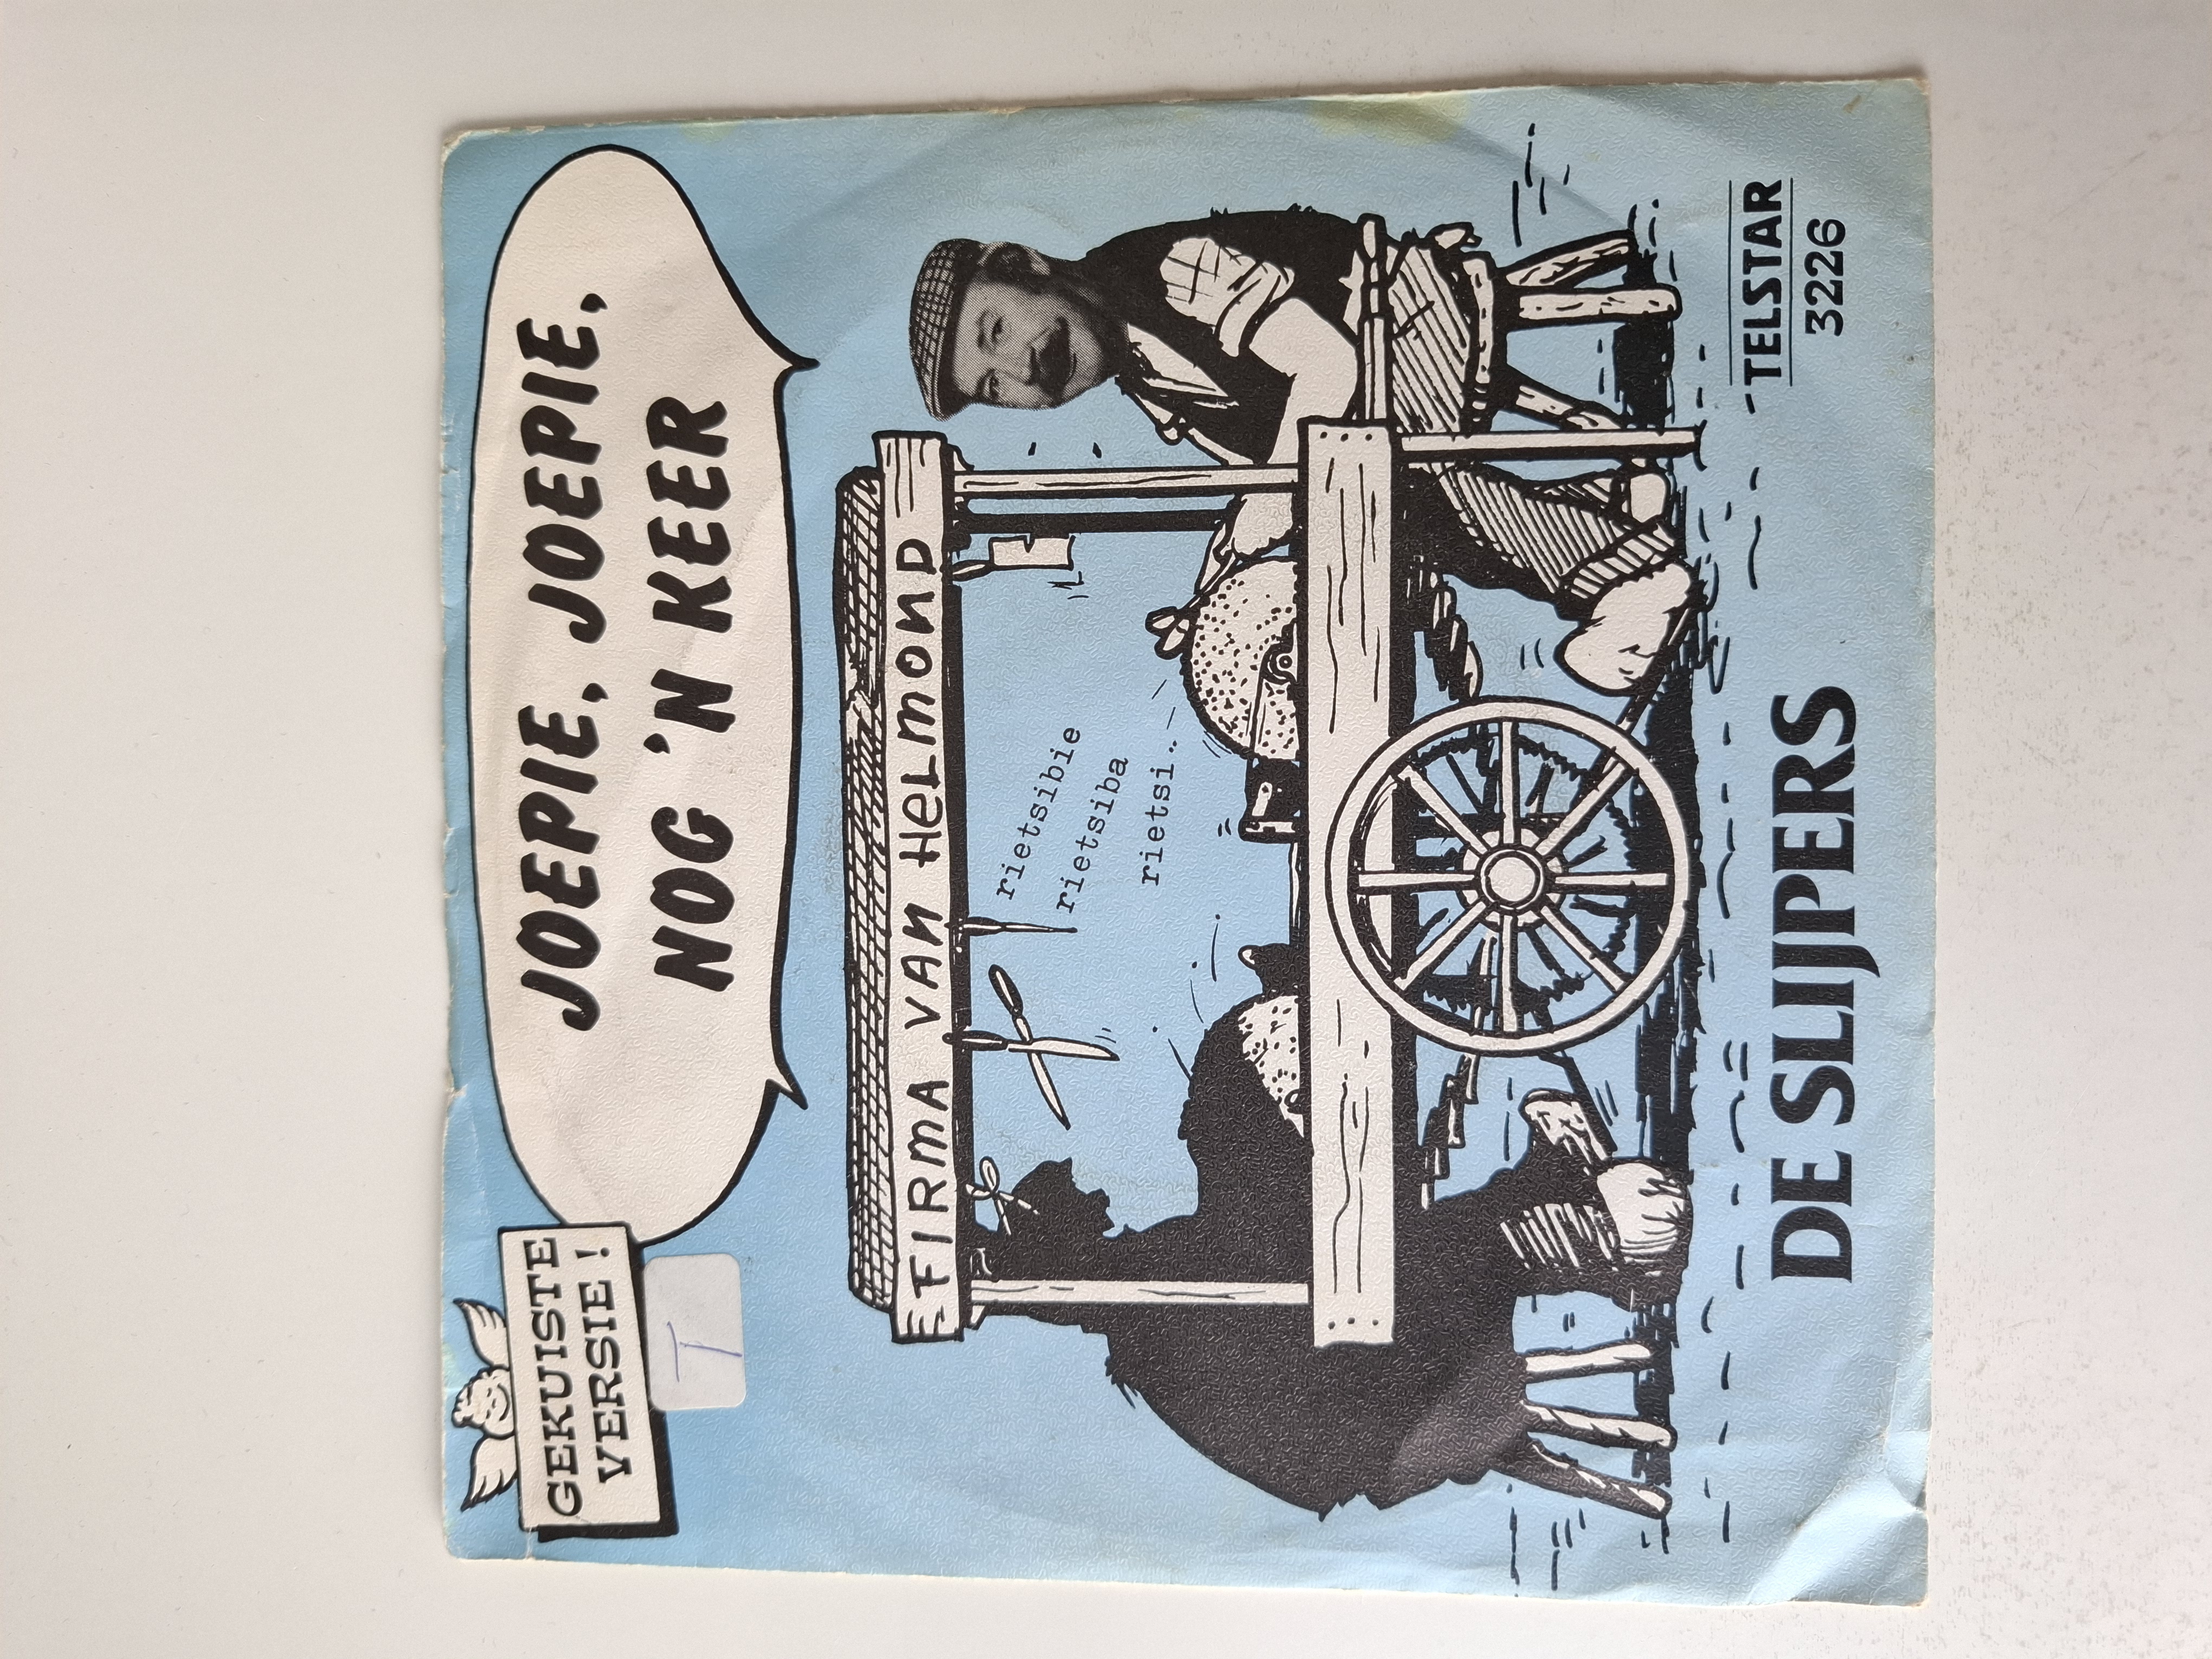 GEKUISTE
VERSIE !
T
JOEPIE, JOEPIE,
NOG 'N KEER
FIRMA VAN HELMOND
rietsibie
rietsiba
rietsi..
DE SLIJPERS
TELSTAR
3226